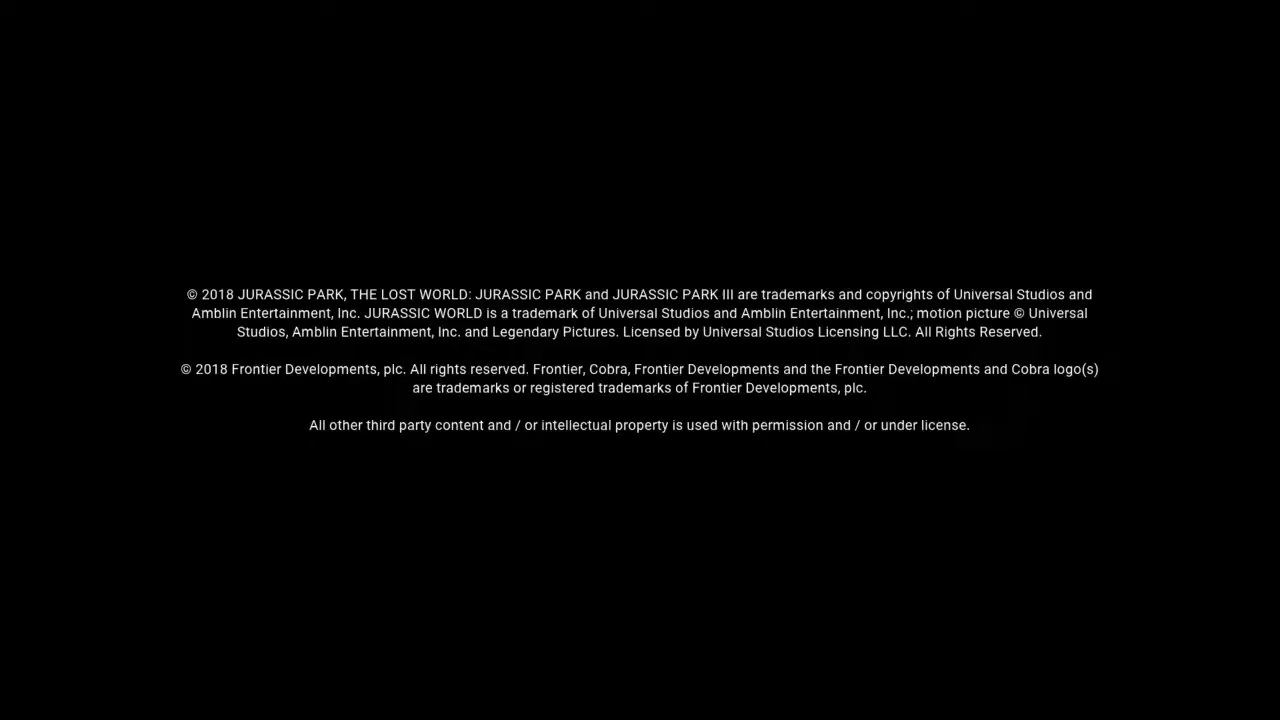 © 2018 JURASSIC PARK, THE LOST WORLD: JURASSIC PARK and JURASSIC PARK III are trademarks and copyrights of Universal Studios and
Amblin Entertainment, Inc. JURASSIC WORLD is a trademark of Universal Studios and Amblin Entertainment, Inc.; motion picture © Universal
Studios, Amblin Entertainment, Inc. and Legendary Pictures. Licensed by Universal Studios Licensing LLC. All Rights Reserved.
© 2018 Frontier Developments, plc. All rights reserved. Frontier, Cobra, Frontier Developments and the Frontier Developments and Cobra logo(s)
are trademarks or registered trademarks of Frontier Developments, plc.
All other third party content and / or intellectual property is used with permission and / or under license.